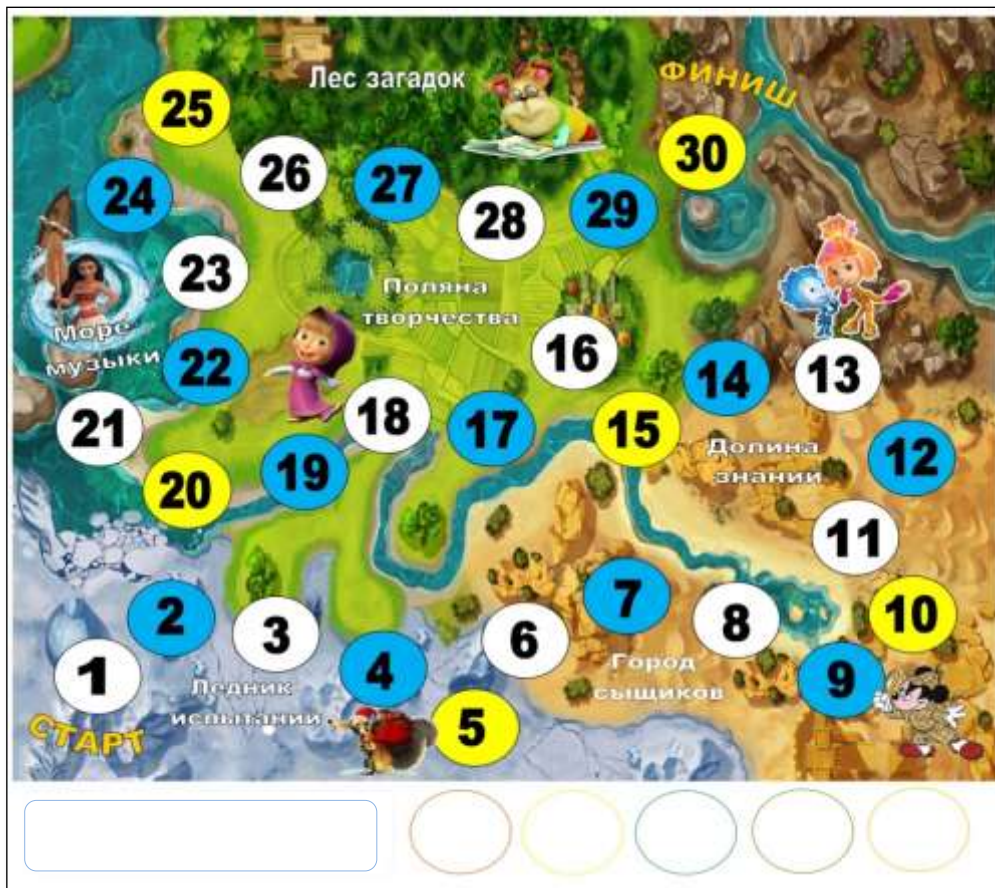 Лес загадок
ФИНИШ
25
26
27
28
29
30
24
23
Поляна
творчества
Море
музыки
22
21
20
19
18
17
16
15
14
13
Долина
знаний
12
11
10
9
8
7
6
Город
сыщиков
5
4
3
2
1
Ледник
испытаний
СТАРТ